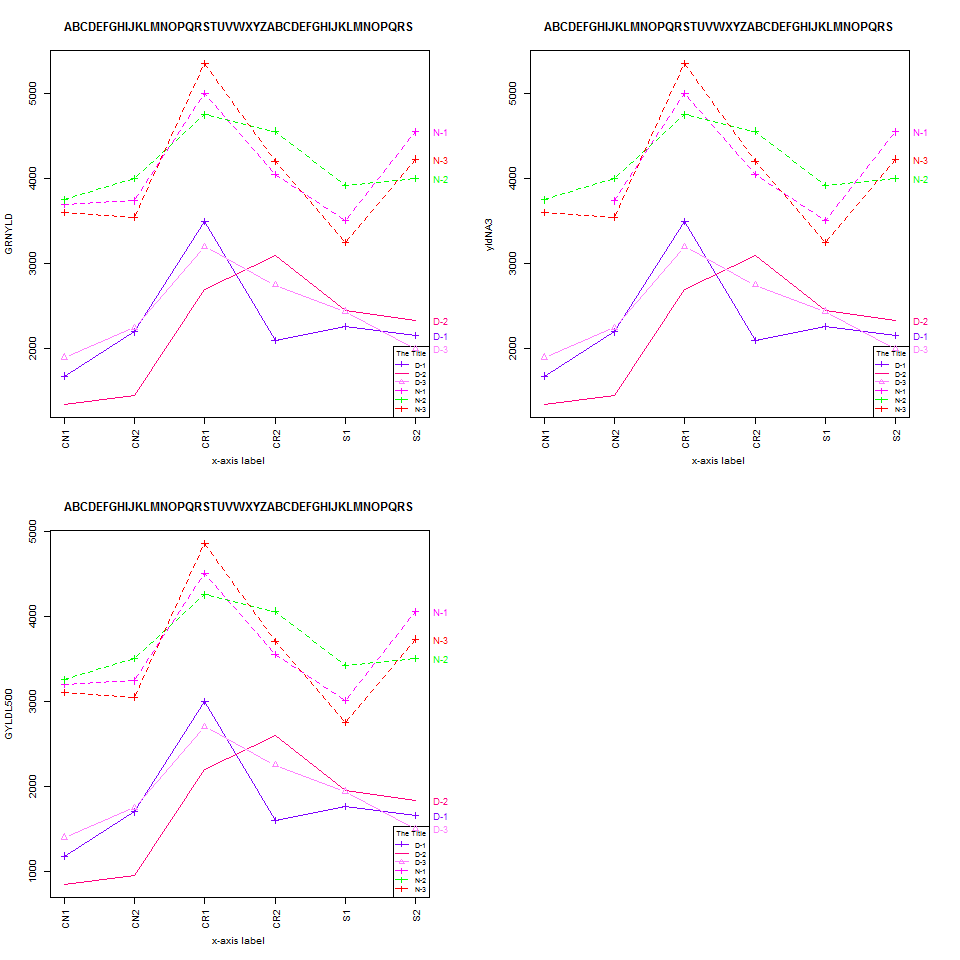 ABCDEFGHIJKLMNOPQRSTUVWXYZABCDEFGHIJKLMNOPQRS
GRNYLD
5000
4000
3000
2000
N-1
N-3
N-2
D-2
D-1
D-3
The Title
D-1
D-2
D-3
N-1
N-2
N-3
CN1 CN2 CR1 CR2 S1 S2
x-axis label
ABCDEFGHIJKLMNOPQRSTUVWXYZABCDEFGHIJKLMNOPQRS
yldNA3
5000
4000
3000
2000
N-1
N-3
N-2
D-2
D-1
D-3
The Title
D-1
D-2
D-3
N-1
N-2
N-3
CN1 CN2 CR1 CR2 S1 S2
x-axis label
ABCDEFGHIJKLMNOPQRSTUVWXYZABCDEFGHIJKLMNOPQRS
GYLDL500
5000
4000
3000
2000
1000
N-1
N-3
N-2
D-2
D-1
D-3
The Title
D-1
D-2
D-3
N-1
N-2
N-3
CN1 CN2 CR1 CR2 S1 S2
x-axis label